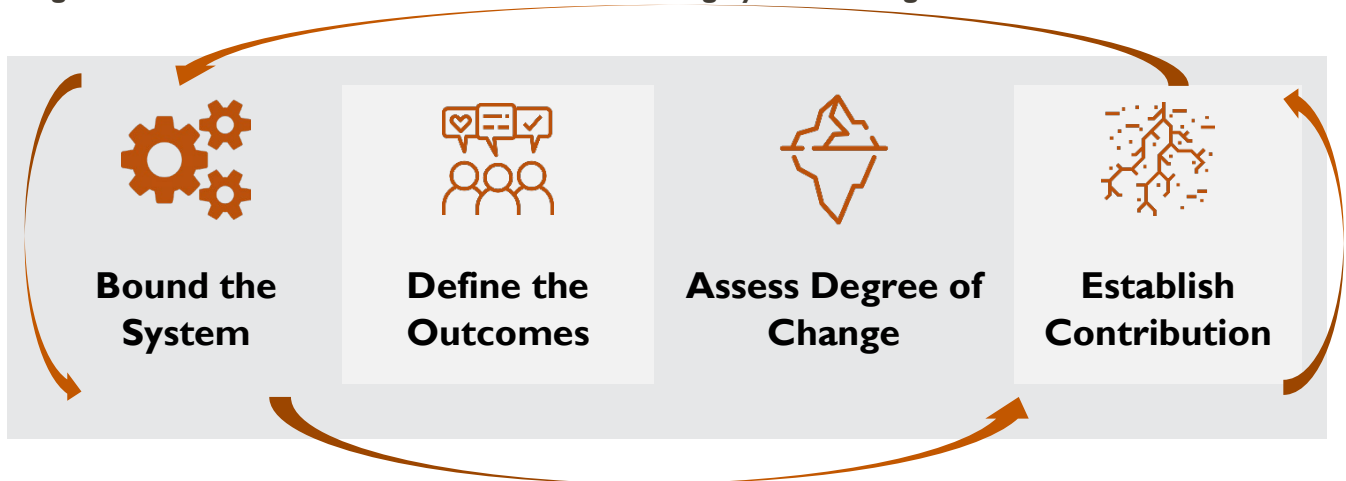 Bound the
System
Define the
Outcomes
Assess Degree of
Change
Establish
Contribution